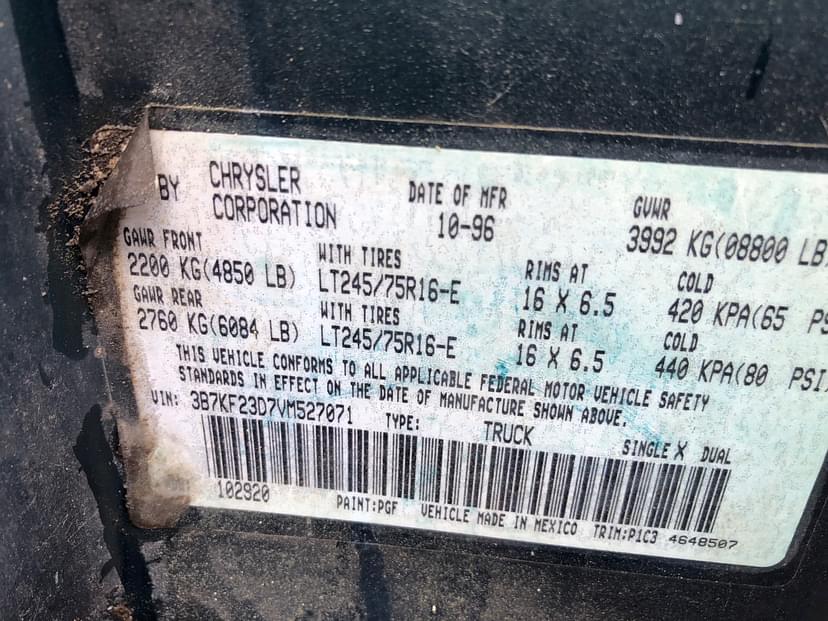 BY CHRYSLER CORPORATION DATE OF MFR 10-96 GVWR 3992 KG(08800 LB)
GAWR FRONT WITH TIRES RIMS AT COLD
2200 KG(4850 LB) LT245/75R16-E 16 X 6.5 420 KPA(65 PS
GAWR REAR WITH TIRES RIMS AT COLD
2760 KG(6084 LB) LT245/75R16-E 16 X 6.5 440 KPA(80 PSI)
THIS VEHICLE CONFORMS TO ALL APPLICABLE FEDERAL MOTOR VEHICLE SAFETY
STANDARDS IN EFFECT ON THE DATE OF MANUFACTURE SHOWN ABOVE.
VIN: 3B7KF23D7VM527071 TYPE: TRUCK SINGLE X DUAL
102920 PAINT:PGF VEHICLE MADE IN MEXICO TRIM:P1C3 4648507